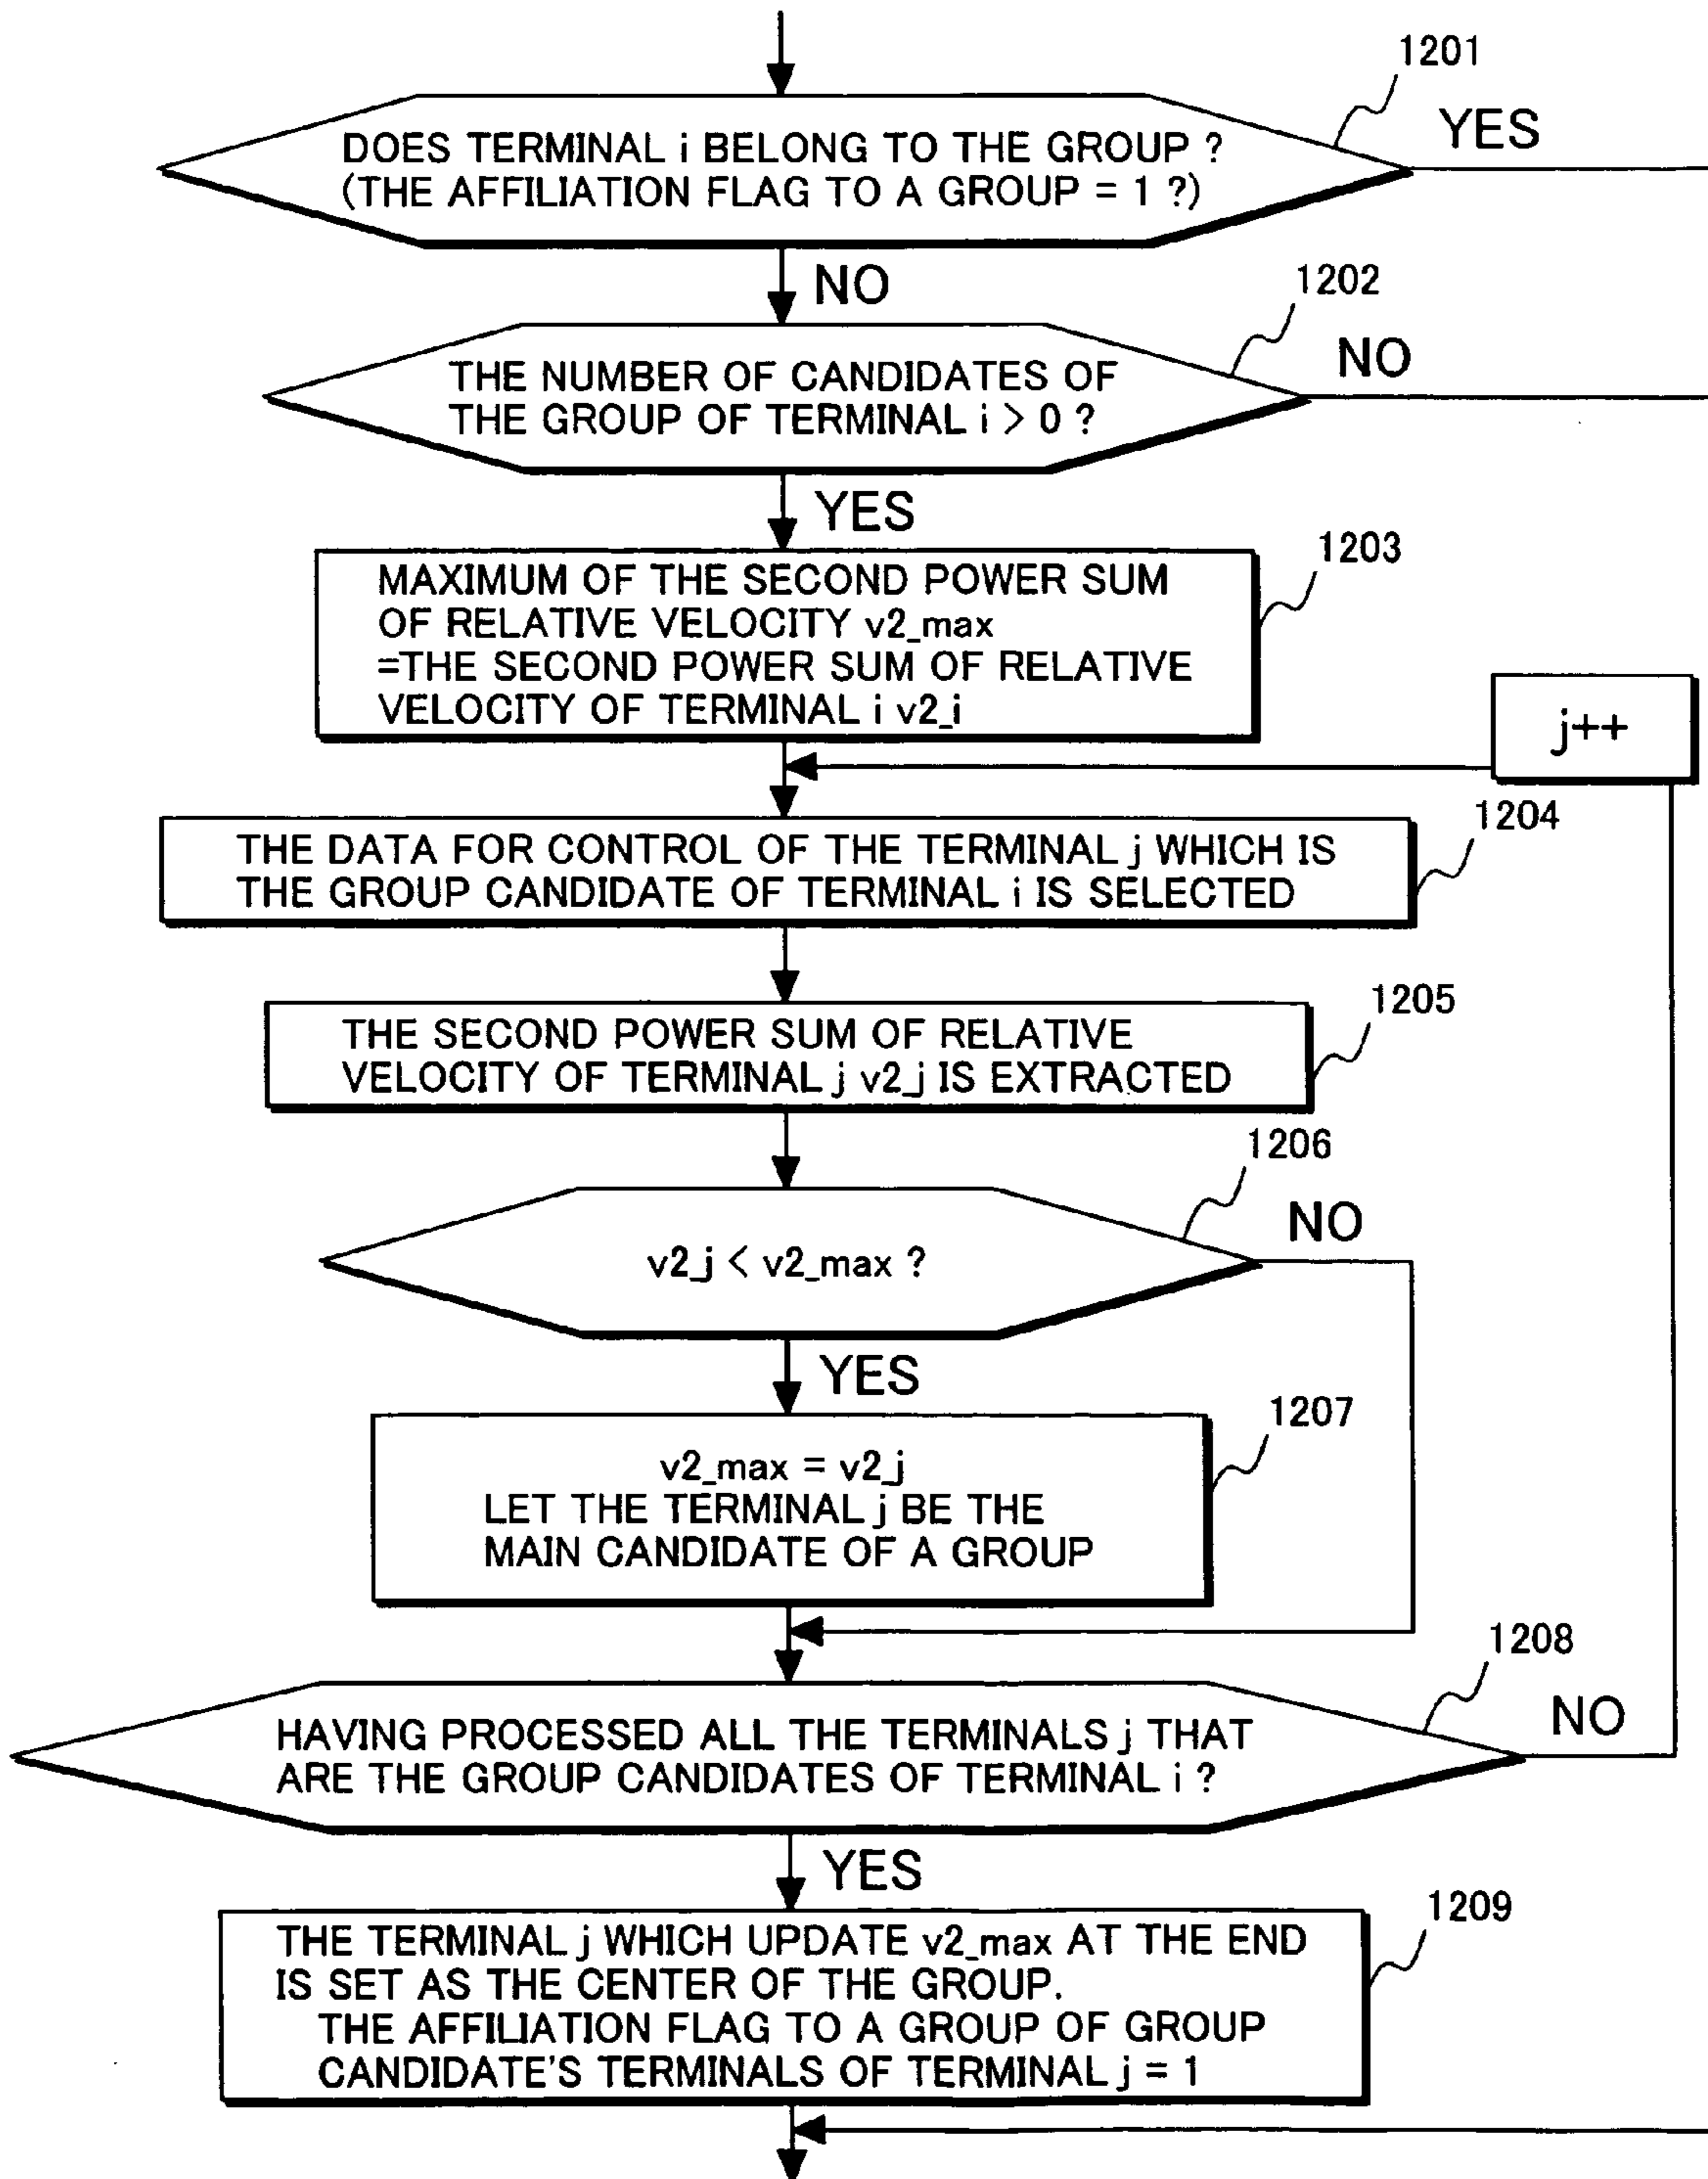 1201
DOES TERMINAL i BELONG TO THE GROUP ?
(THE AFFILIATION FLAG TO A GROUP = 1 ?)
YES
NO
1202
THE NUMBER OF CANDIDATES OF
THE GROUP OF TERMINAL i > 0 ?
NO
YES
1203
MAXIMUM OF THE SECOND POWER SUM
OF RELATIVE VELOCITY v2_max
=THE SECOND POWER SUM OF RELATIVE
VELOCITY OF TERMINAL i v2_i
j++
1204
THE DATA FOR CONTROL OF THE TERMINAL j WHICH IS
THE GROUP CANDIDATE OF TERMINAL i IS SELECTED
1205
THE SECOND POWER SUM OF RELATIVE
VELOCITY OF TERMINAL j v2_j IS EXTRACTED
1206
v2_j < v2_max ?
NO
YES
1207
v2_max = v2_j
LET THE TERMINAL j BE THE
MAIN CANDIDATE OF A GROUP
1208
HAVING PROCESSED ALL THE TERMINALS j THAT
ARE THE GROUP CANDIDATES OF TERMINAL i ?
NO
YES
1209
THE TERMINAL j WHICH UPDATE v2_max AT THE END
IS SET AS THE CENTER OF THE GROUP.
THE AFFILIATION FLAG TO A GROUP OF GROUP
CANDIDATE'S TERMINALS OF TERMINAL j = 1